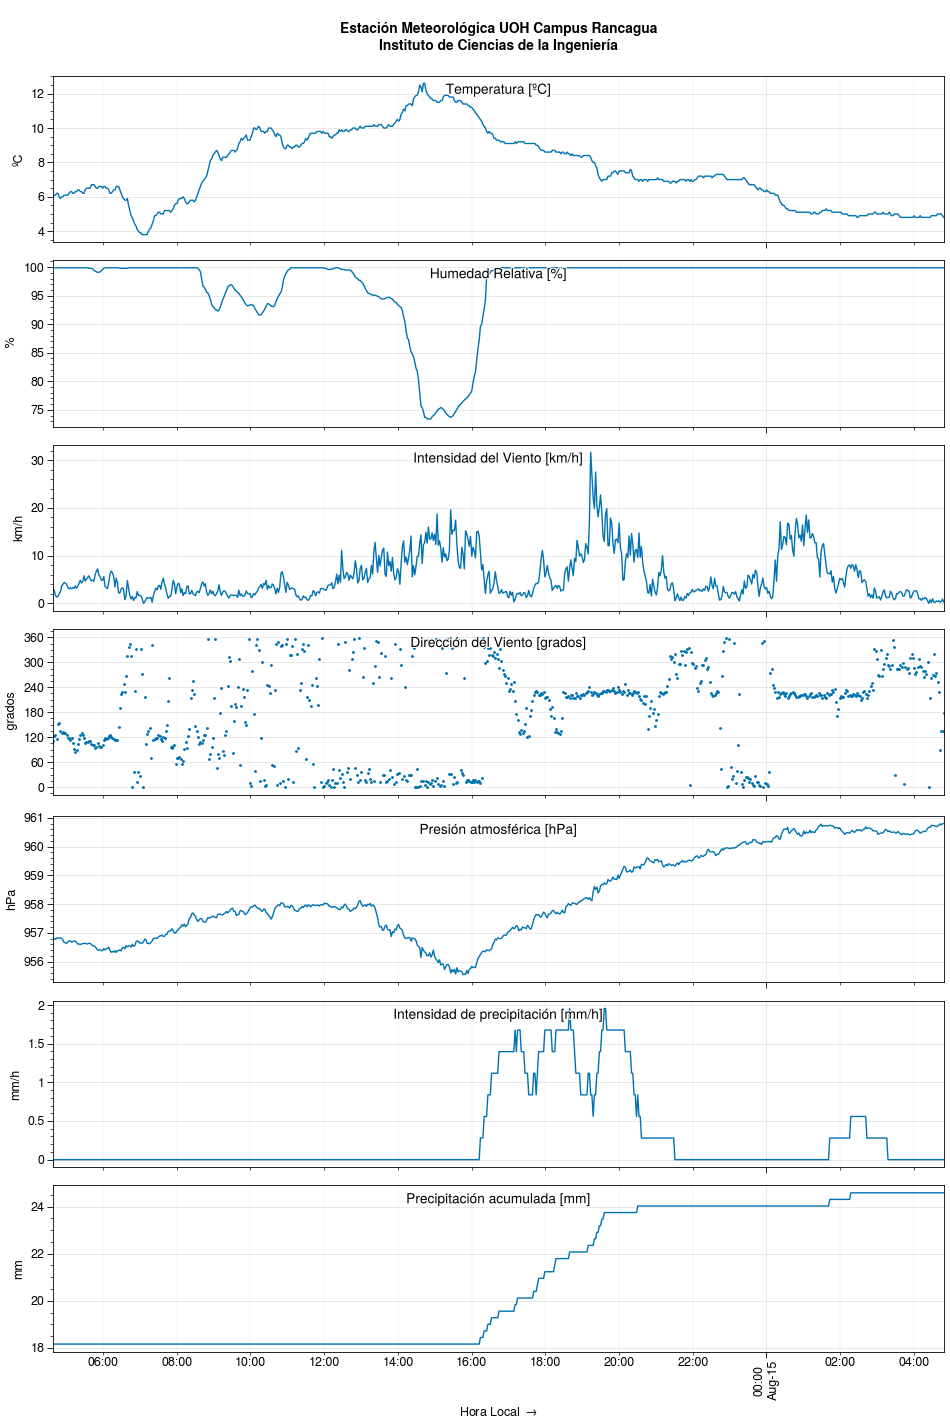 Estación Meteorológica UOH Campus Rancagua
Instituto de Ciencias de la Ingeniería
Temperatura [ºC]
ºC
12
10
8
6
4
Humedad Relativa [%]
%
100
95
90
85
80
75
Intensidad del Viento [km/h]
km/h
30
20
10
0
Dirección del Viento [grados]
grados
360
300
240
180
120
60
0
Presión atmosférica [hPa]
hPa
961
960
959
958
957
956
Intensidad de precipitación [mm/h]
mm/h
2
1.5
1
0.5
0
Precipitación acumulada [mm]
mm
24
22
20
18
06:00 08:00 10:00 12:00 14:00 16:00 18:00 20:00 22:00 00:00 02:00 04:00
Aug-15
Hora Local →